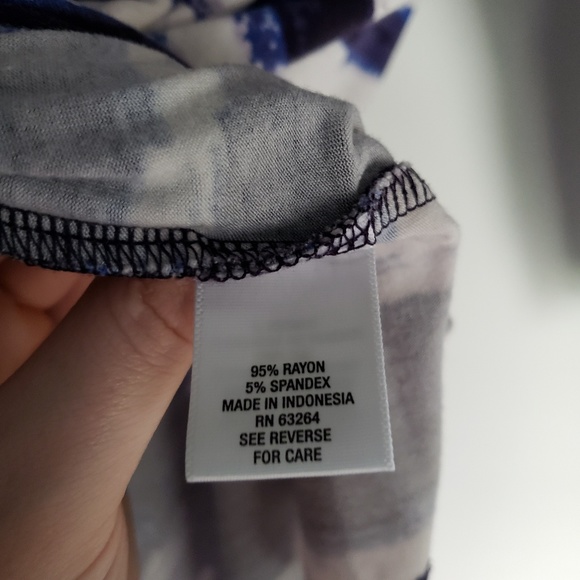 95% RAYON
5% SPANDEX
MADE IN INDONESIA
RN 63264
SEE REVERSE
FOR CARE